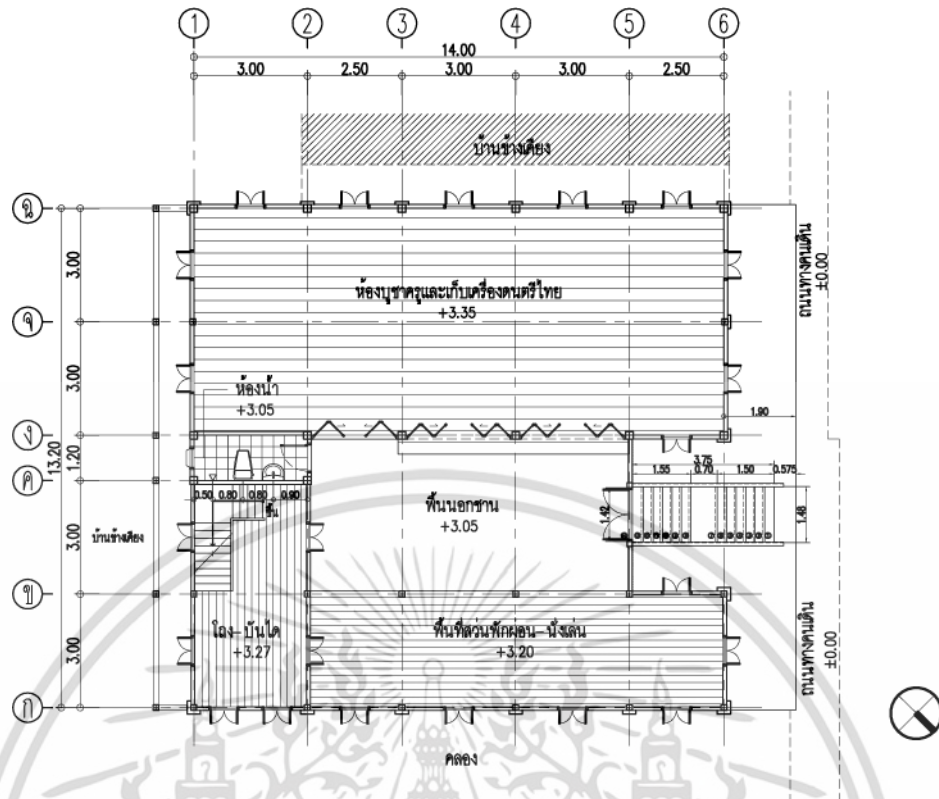 1 2 3 4 5 6
14.00
3.00 2.50 3.00 3.00 2.50
บ้านข้างเคียง
ฉ
3.00
ห้องบูชาครูและเก็บเครื่องดนตรีไทย
+3.35
ถนนทางคนเดิน
±0.00
จ
3.00
ห้องน้ำ
+3.05
1.90
ง
13.20
1.20
3.75
1.55 0.70 1.50 0.575
ค
0.50 0.80 0.80 0.90
ขึ้น
พื้นนอกชาน
+3.05
1.42
1.48
3.00
บ้านข้างเคียง
ข
โถง-บันได
+3.27
พื้นที่สวนพักผ่อน-นั่งเล่น
+3.20
3.00
ถนนทางคนเดิน
±0.00
ก
คลอง